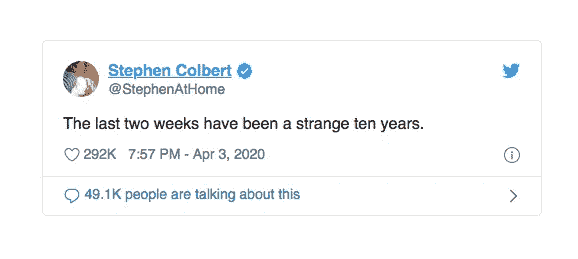 Stephen Colbert
@StephenAtHome
The last two weeks have been a strange ten years.
292K 7:57 PM - Apr 3, 2020
49.1K people are talking about this